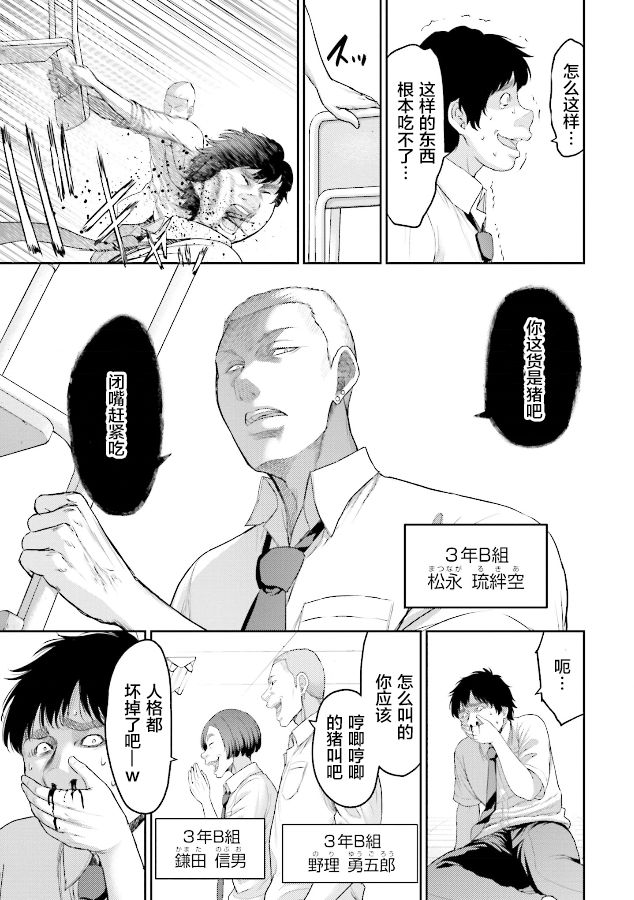 怎么这样…
这样的东西
根本吃不了…
你这货是猪吧
闭嘴赶紧吃
3年B組
まつなが るきあ
松永 琉絆空
呃…
怎么叫的
你应该
哼唧哼唧
的猪叫吧
3年B組
のり ゆうごろう
野理 勇五郎
3年B組
かまた のぶお
鎌田 信男
人格都
坏掉了吧—w